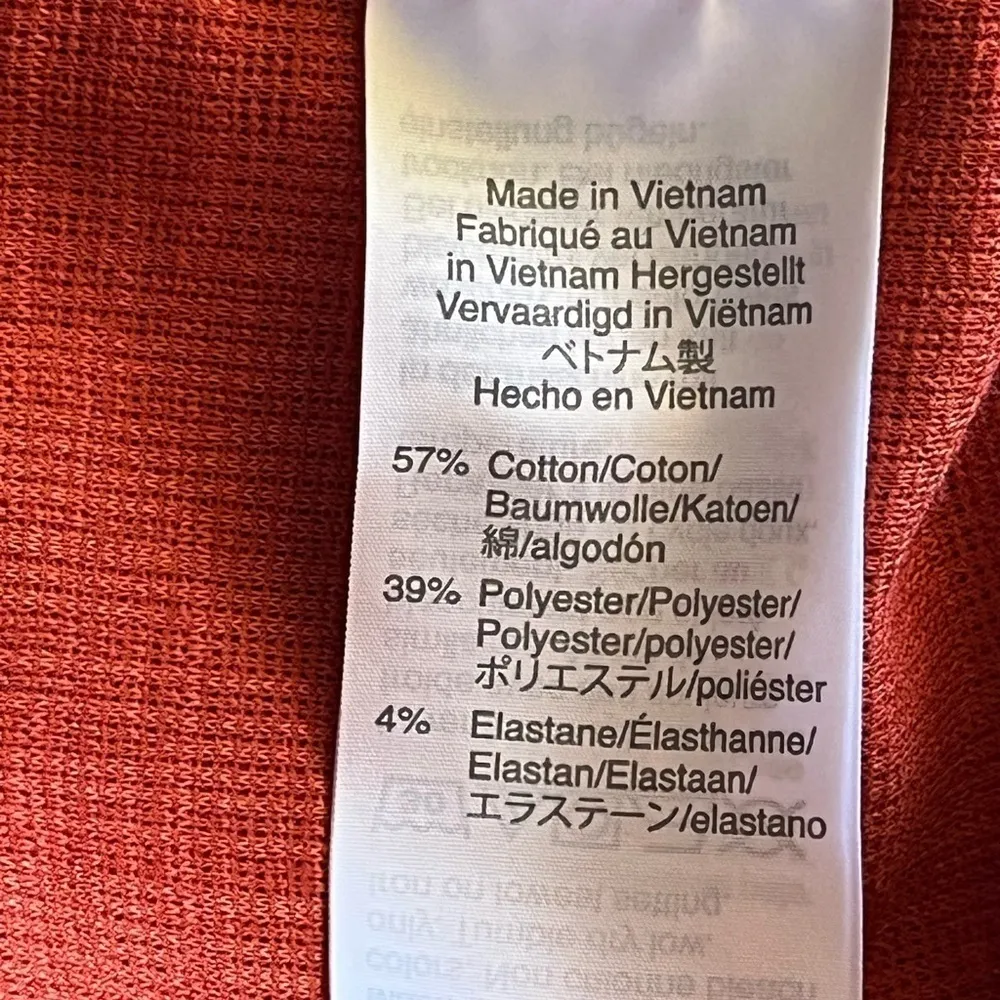 Made in Vietnam
Fabriqué au Vietnam
in Vietnam Hergestellt
Vervaardigd in Viëtnam
ベトナム製
Hecho en Vietnam
57% Cotton/Coton/
Baumwolle/Katoen/
綿/algodón
39% Polyester/Polyester/
Polyester/polyester/
ポリエステル/poliéster
4% Elastane/Élasthanne/
Elastan/Elastaan/
エラステーン/elastano